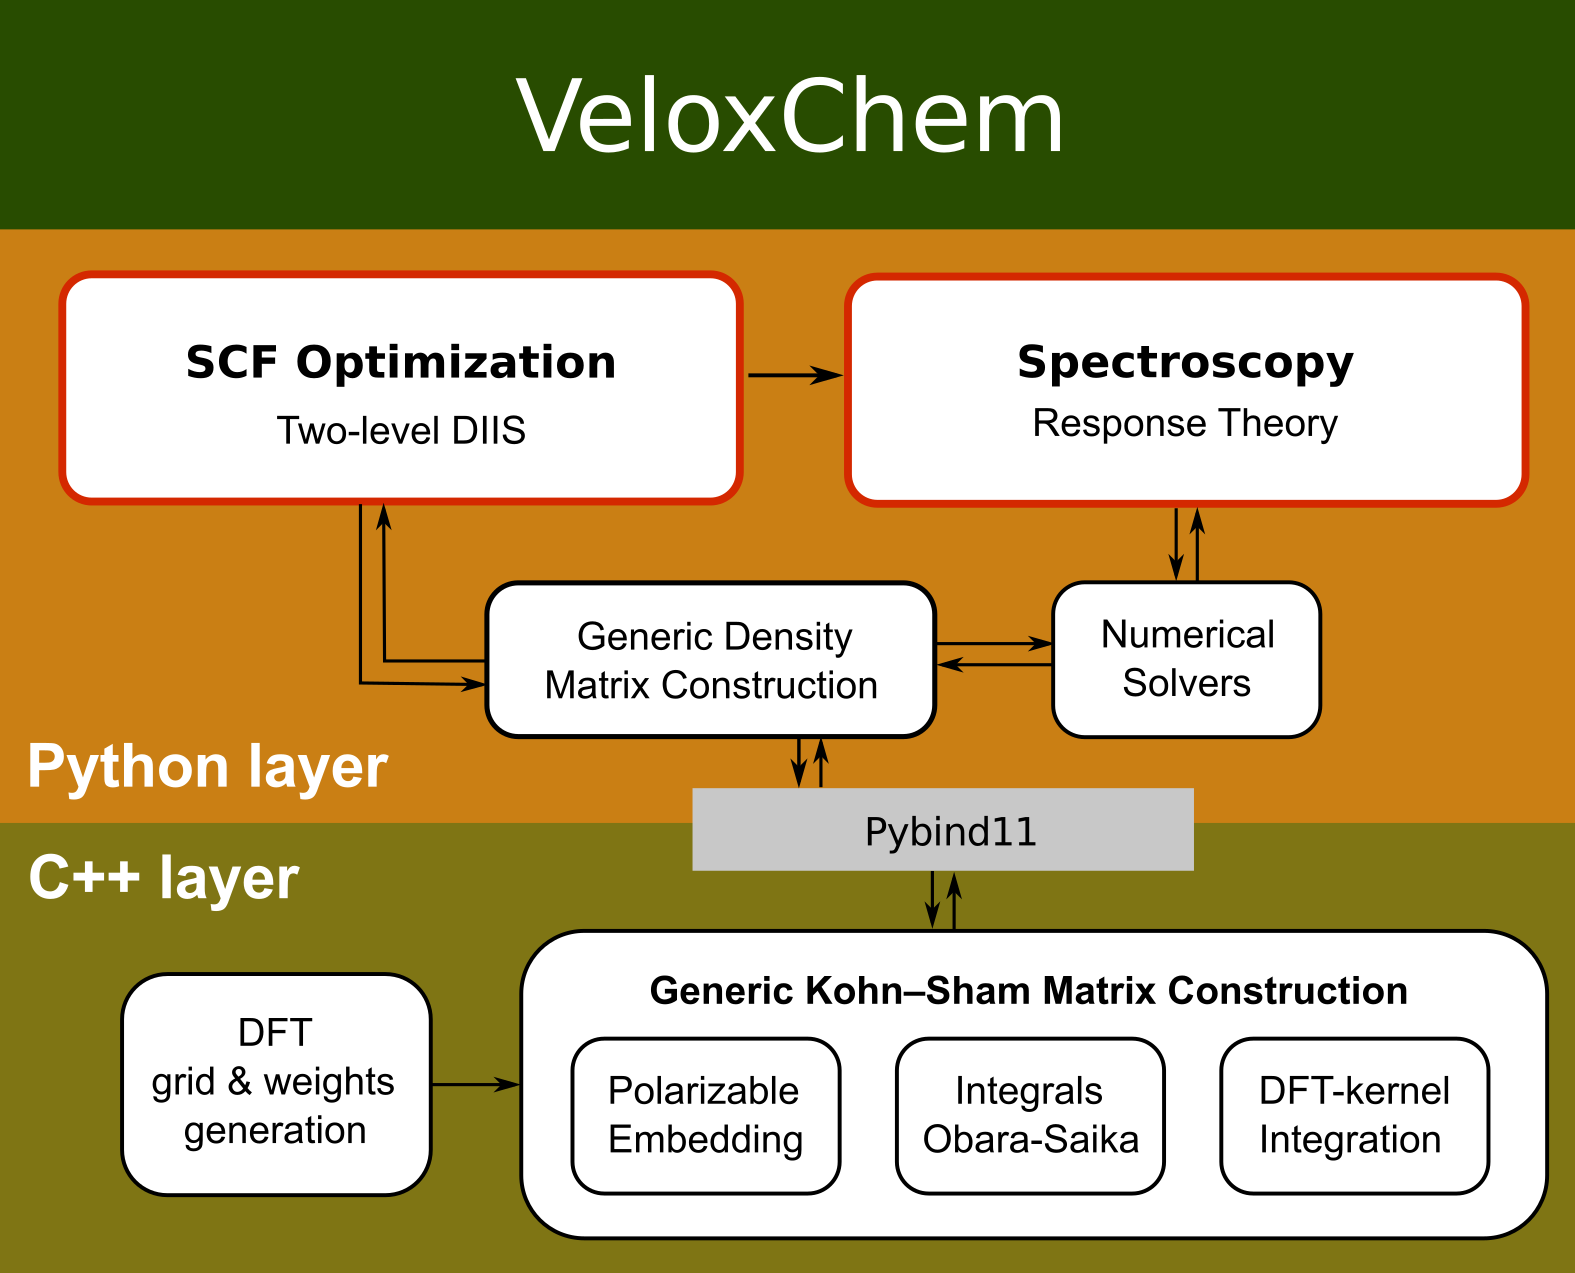 VeloxChem
SCF Optimization
Two-level DIIS
Spectroscopy
Response Theory
Generic Density
Matrix Construction
Numerical
Solvers
Python layer
Pybind11
C++ layer
DFT
grid & weights
generation
Generic Kohn–Sham Matrix Construction
Polarizable
Embedding
Integrals
Obara-Saika
DFT-kernel
Integration